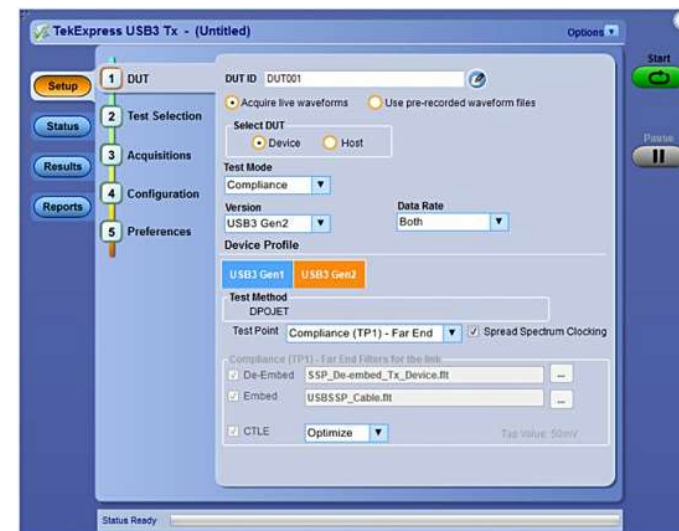 TekExpress USB3 Tx - (Untitled)
Options
Start
Setup
1 DUT
DUT ID DUT001
Acquire live waveforms Use pre-recorded waveform files
Status
2 Test Selection
Select DUT
Device Host
Pause
Results
3 Acquisitions
Test Mode
Compliance
Reports
4 Configuration
Version Data Rate
USB3 Gen2 Both
5 Preferences
Device Profile
USB3 Gen1 USB3 Gen2
Test Method
DPOJET
Test Point Compliance (TP1) - Far End Spread Spectrum Clocking
Compliance (TP1) - Far End Filters for the link
De-Embed SSP_De-embed_Tx_Device.flt ...
Embed USBSSP_Cable.flt ...
CTLE Optimize Tap Value: 50mV
Status Ready